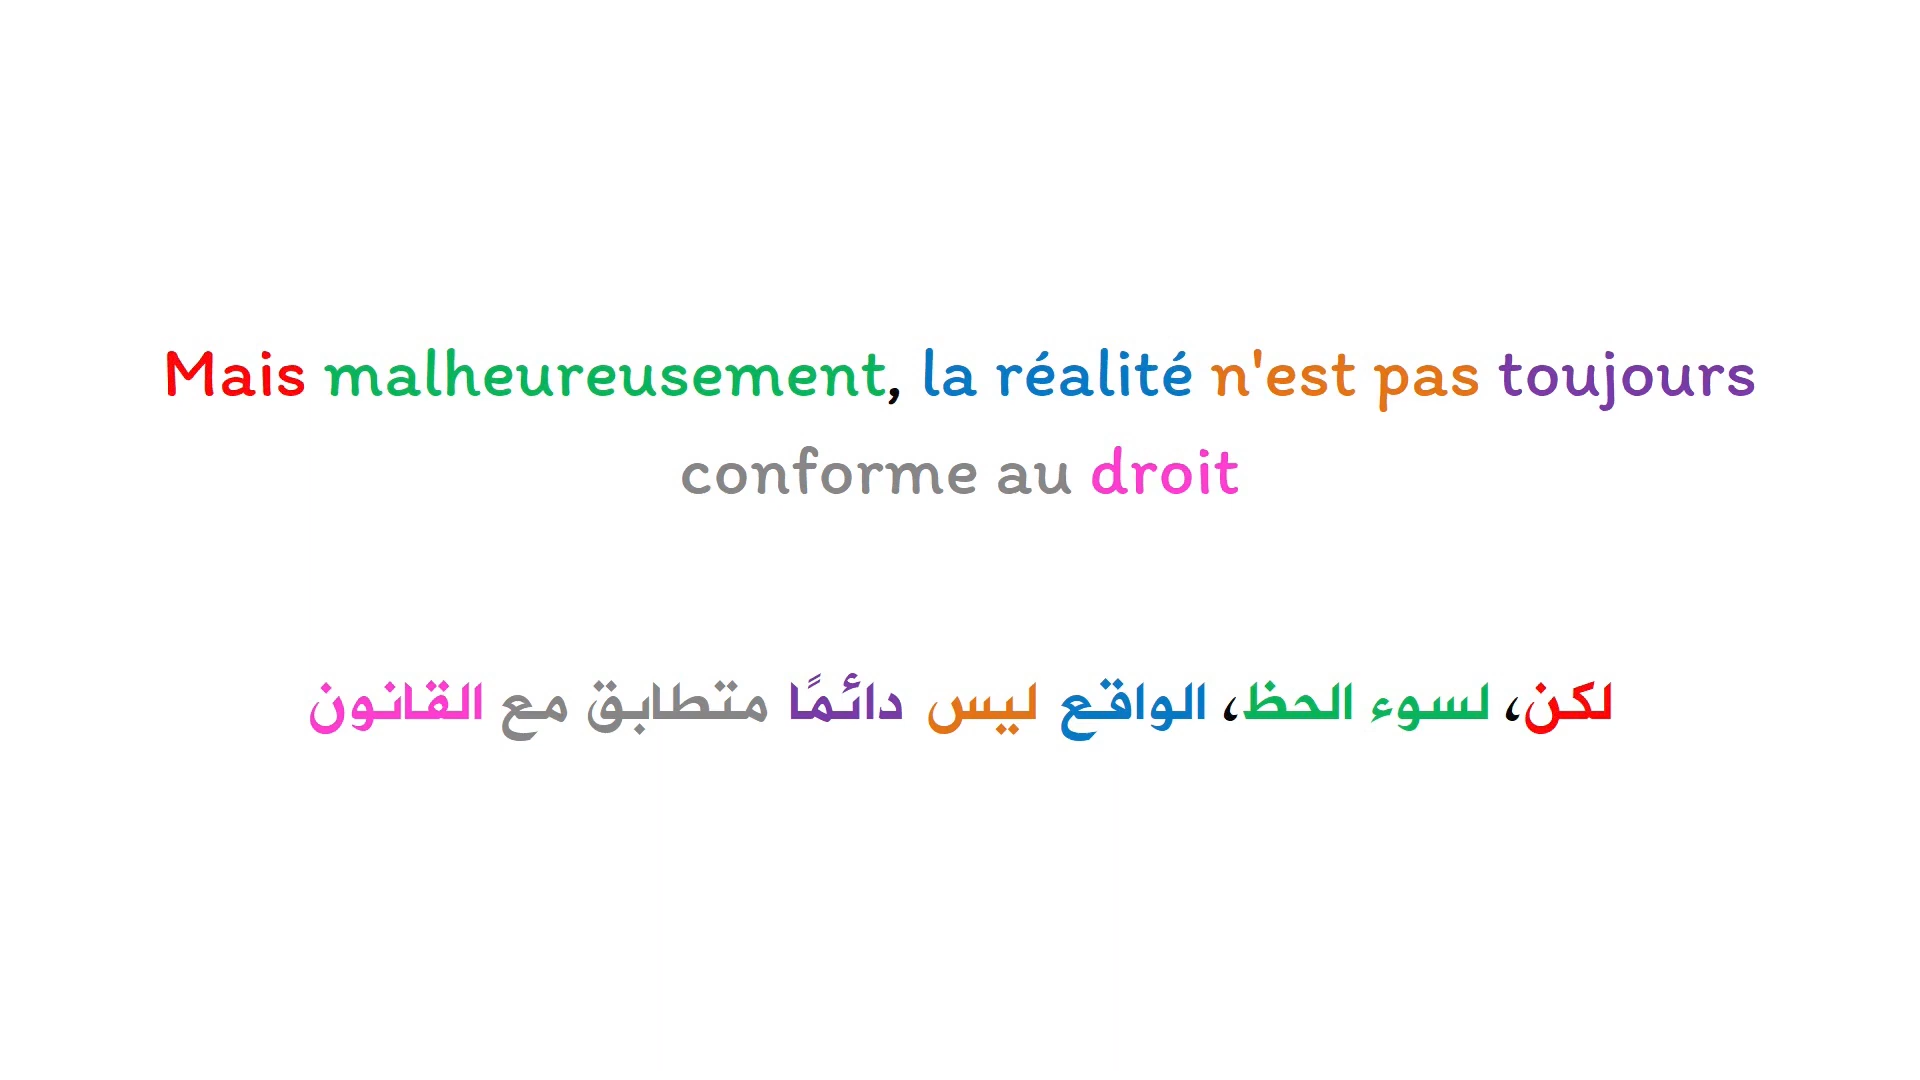 Mais malheureusement, la réalité n'est pas toujours
conforme au droit
لكن، لسوء الحظ، الواقع ليس دائمًا متطابق مع القانون